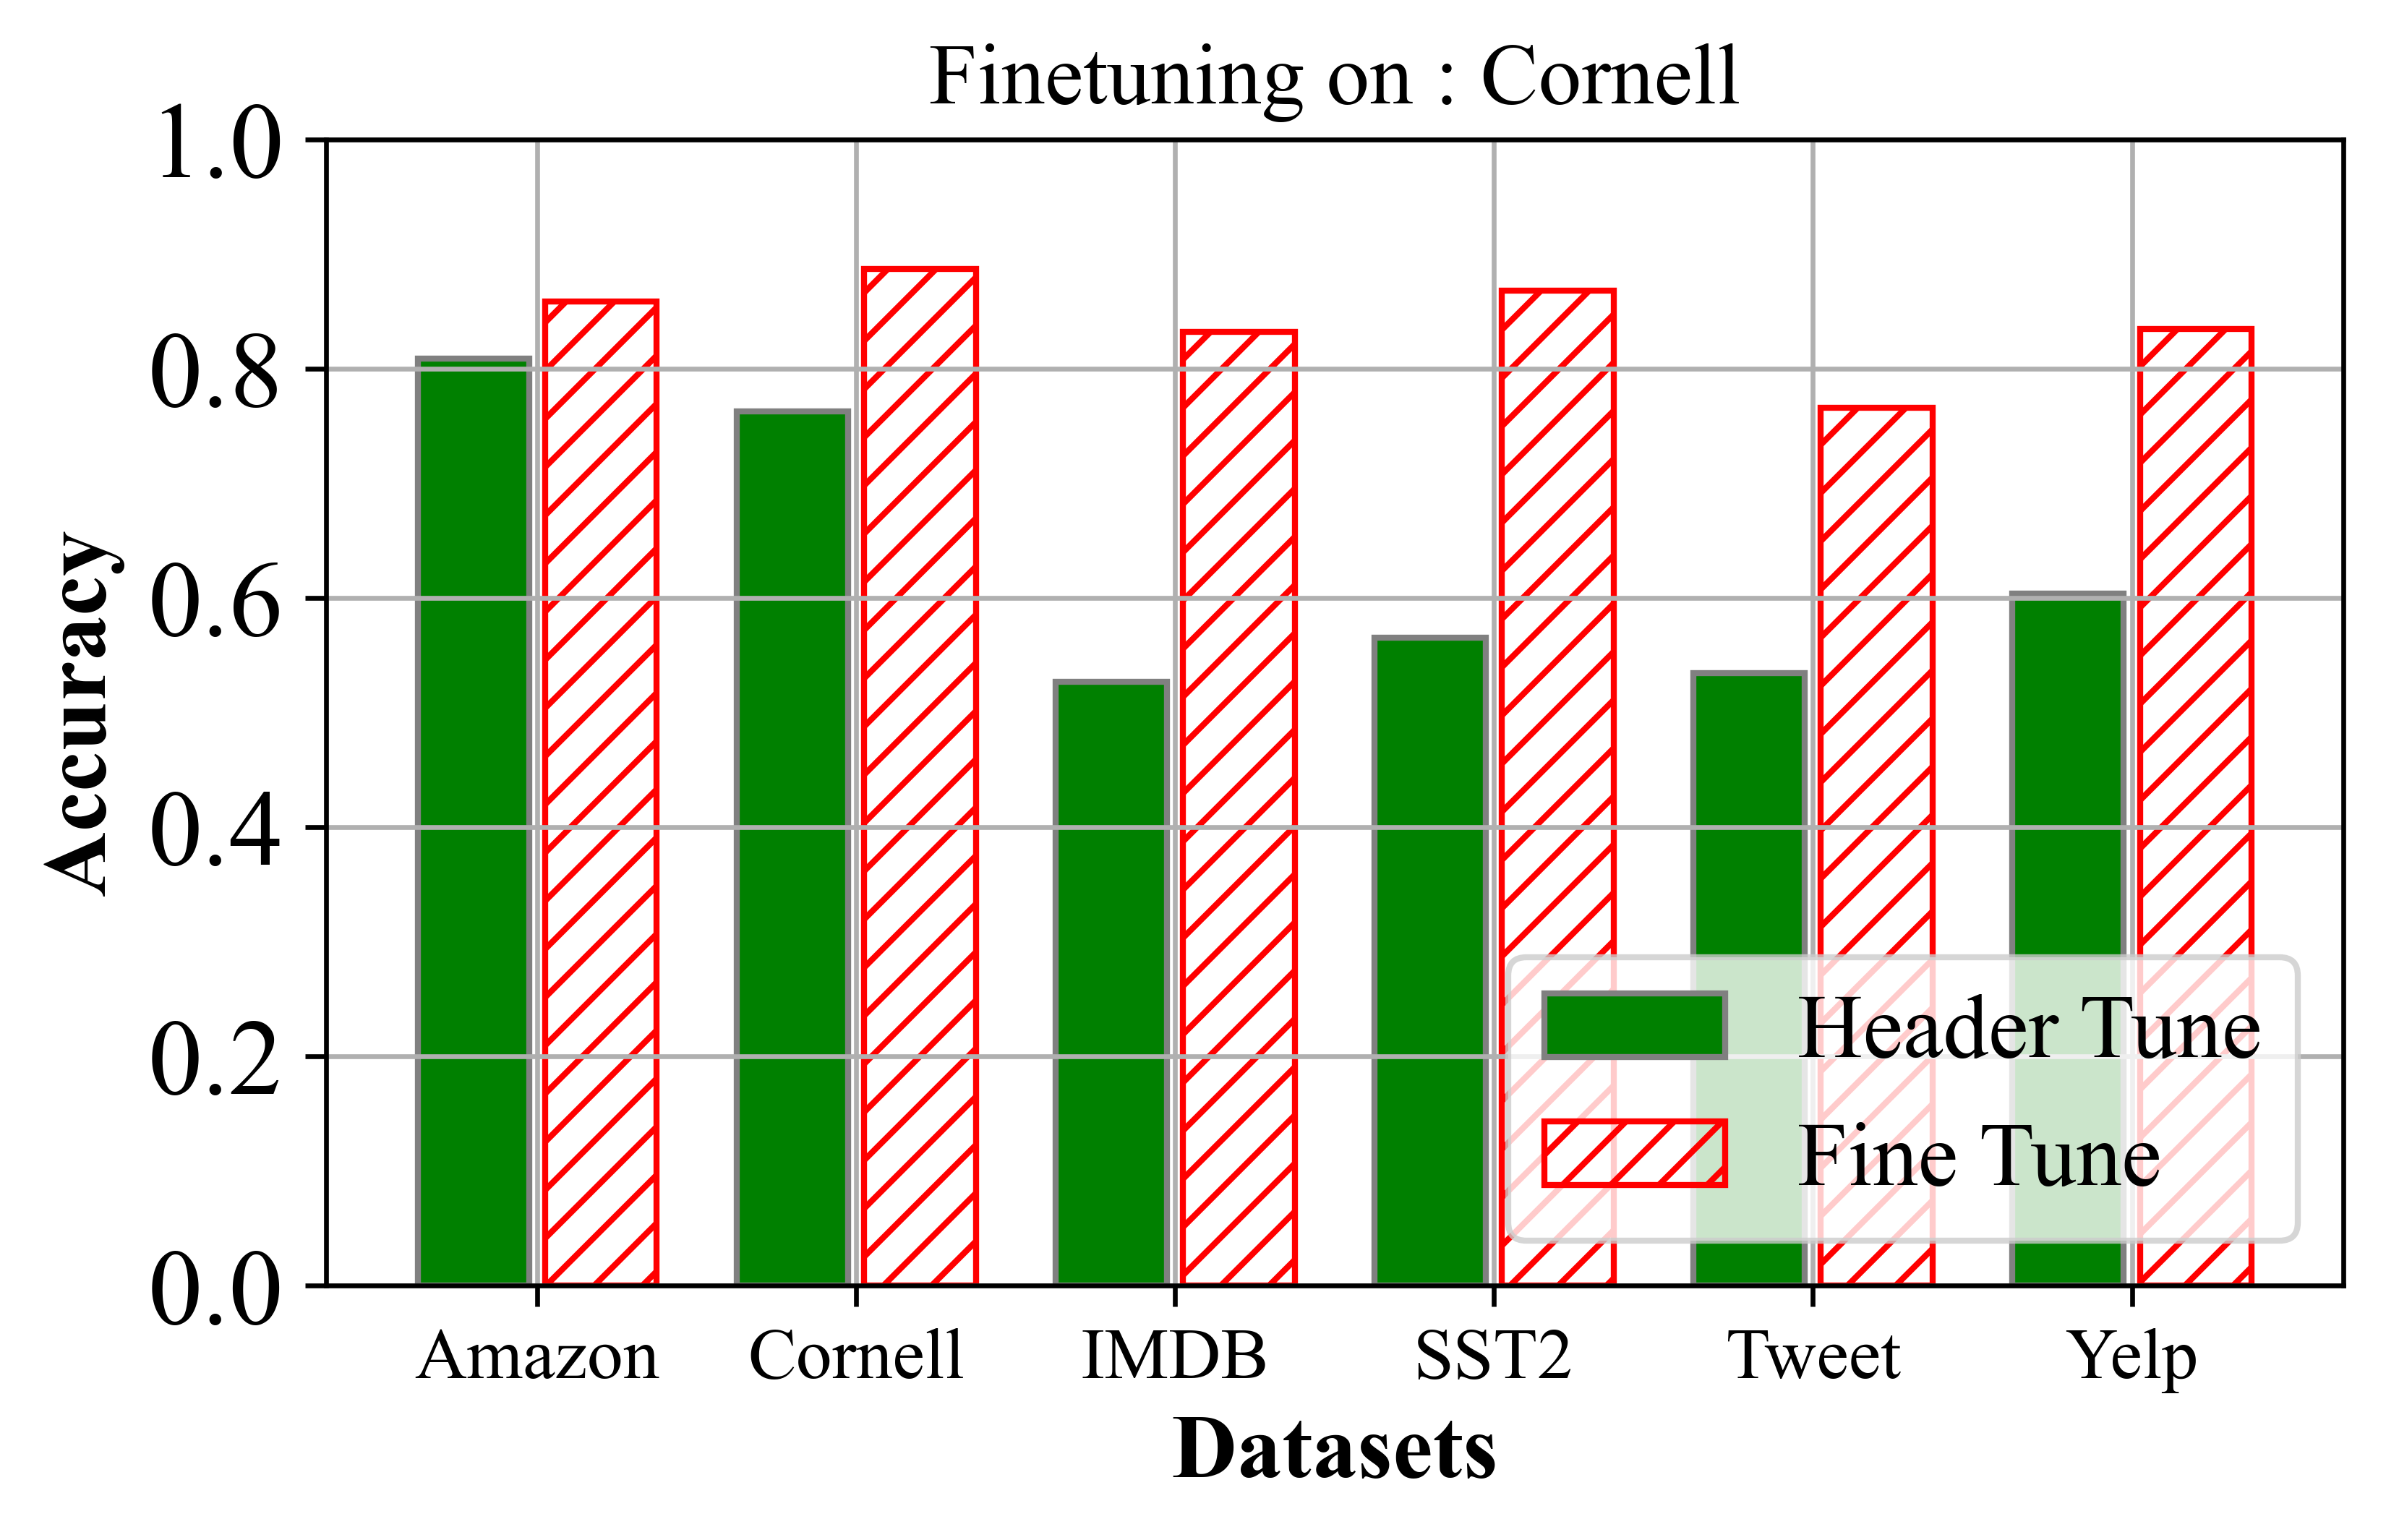 Finetuning on : Cornell
1.0
0.8
0.6
0.4
0.2
0.0
Accuracy
Header Tune
Fine Tune
Amazon Cornell IMDB SST2 Tweet Yelp
Datasets